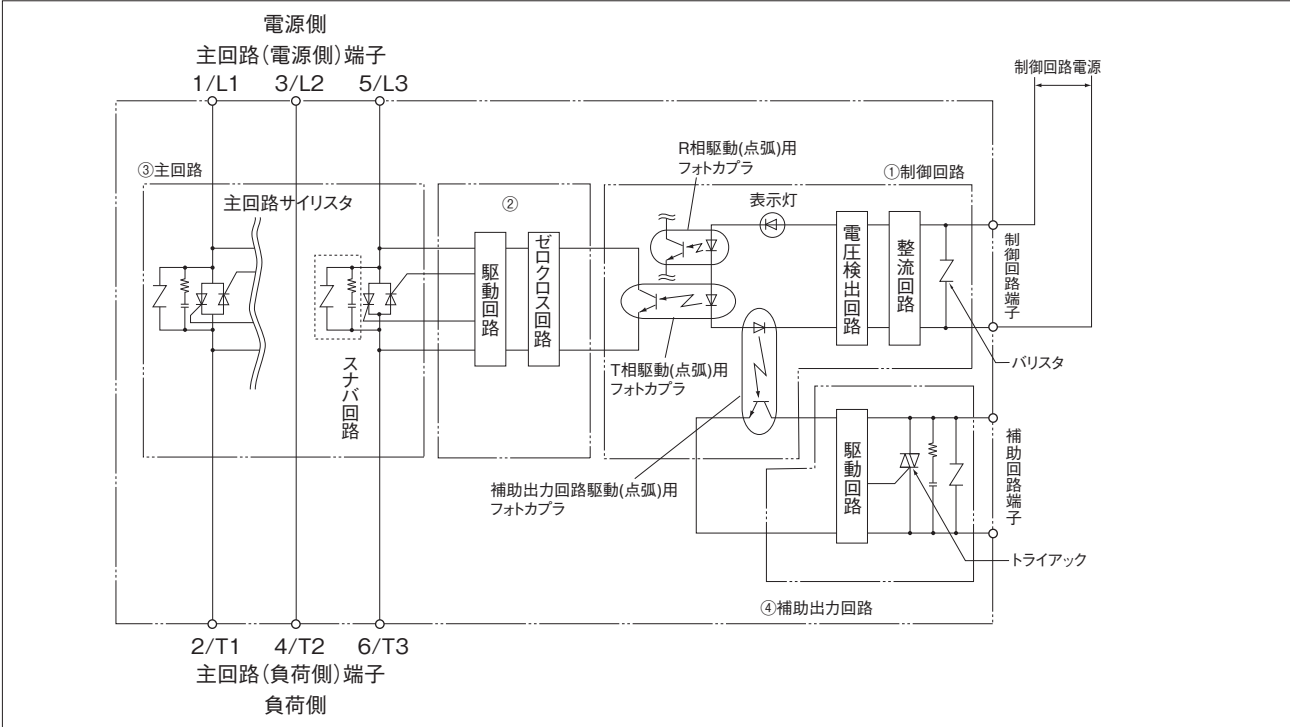 電源側
主回路(電源側)端子
1/L1 3/L2 5/L3
制御回路電源
R相駆動(点弧)用
フォトカプラ
③主回路
①制御回路
主回路サイリスタ
②
表示灯
駆動回路
ゼロクロス回路
電圧検出回路
整流回路
制御回路端子
スナバ回路
T相駆動(点弧)用
フォトカプラ
バリスタ
補助出力回路駆動(点弧)用
フォトカプラ
駆動回路
補助回路端子
トライアック
④補助出力回路
2/T1 4/T2 6/T3
主回路(負荷側)端子
負荷側